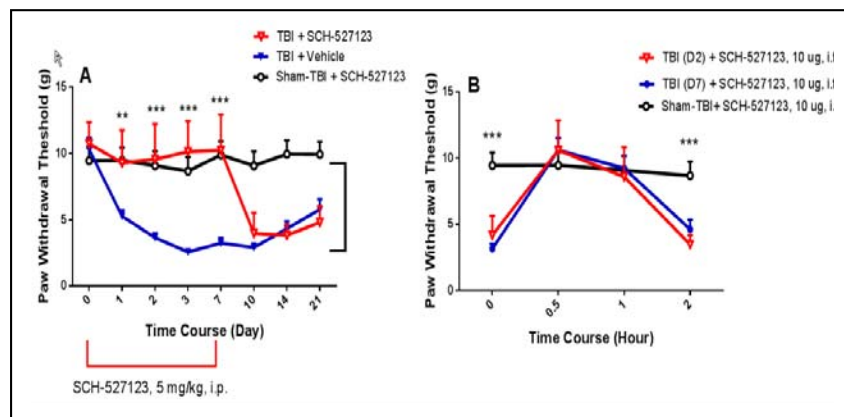 TBI + SCH-527123
TBI + Vehicle
Sham-TBI + SCH-527123
A
Paw Withdrawal Theshold (g)
15
10
5
0
** *** *** ***
0 1 2 3 7 10 14 21
Time Course (Day)
SCH-527123, 5 mg/kg, i.p.
TBI (D2) + SCH-527123, 10 ug, i.t
TBI (D7) + SCH-527123, 10 ug, i.t
Sham-TBI+ SCH-527123, 10 ug, i.
B
Paw Withdrawal Theshold (g)
15
10
5
0
*** ***
0 0.5 1 2
Time Course (Hour)